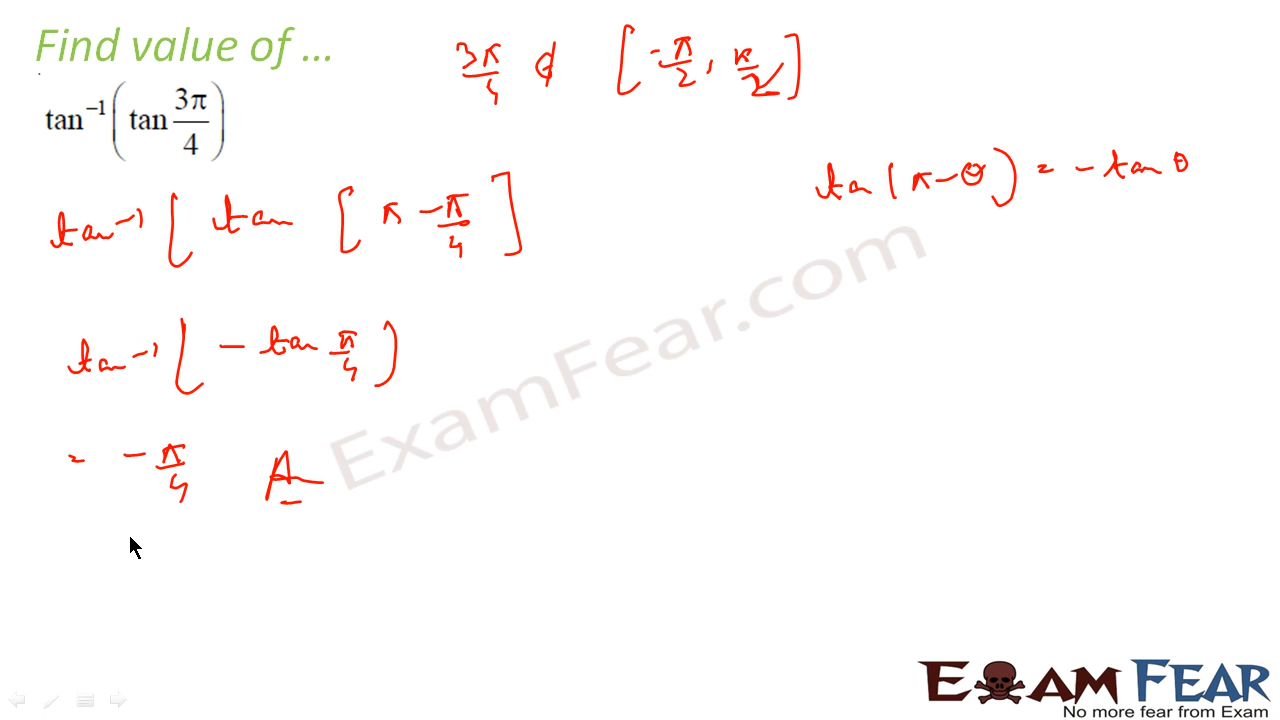 Find value of ...
tan⁻¹(tan 3π/4)
3π/4 ∉ [-π/2, π/2]
tan(π-θ) = -tan θ
tan⁻¹[tan[π - π/4]
tan⁻¹[- tan π/4)
= -π/4 A
ExamFear.com
EXAM FEAR
No more fear from Exam